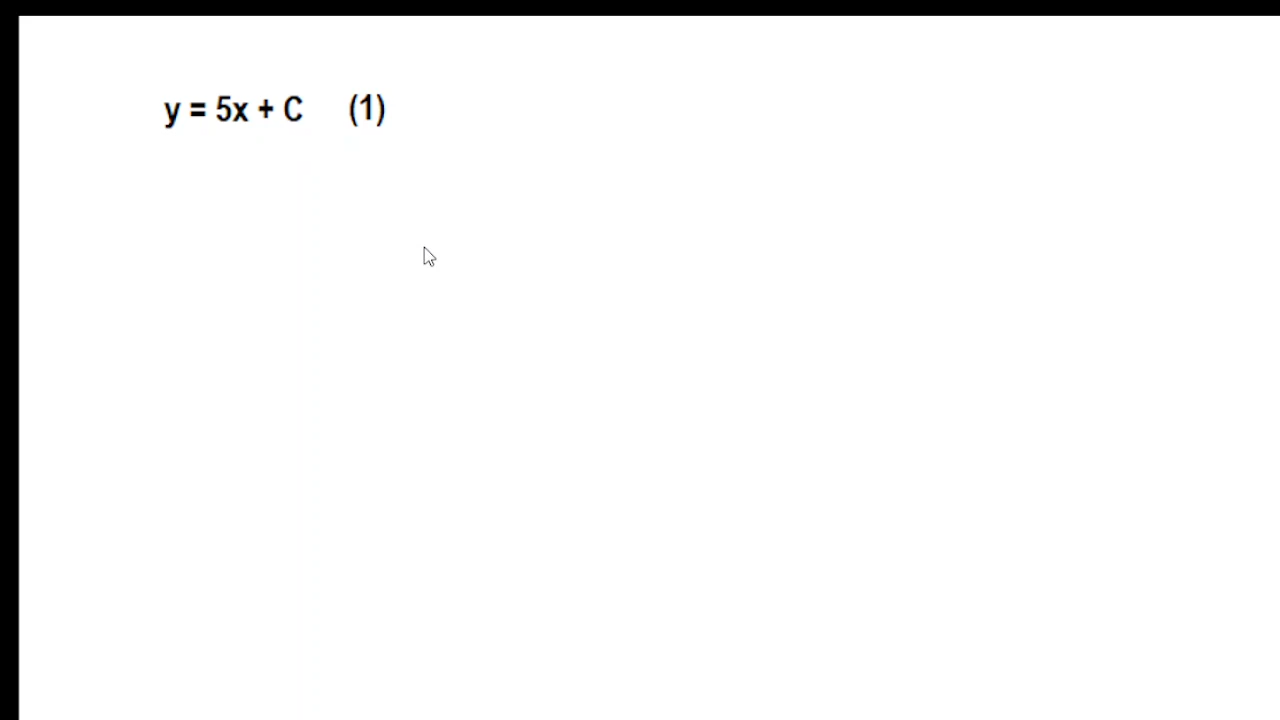 y = 5x + C (1)